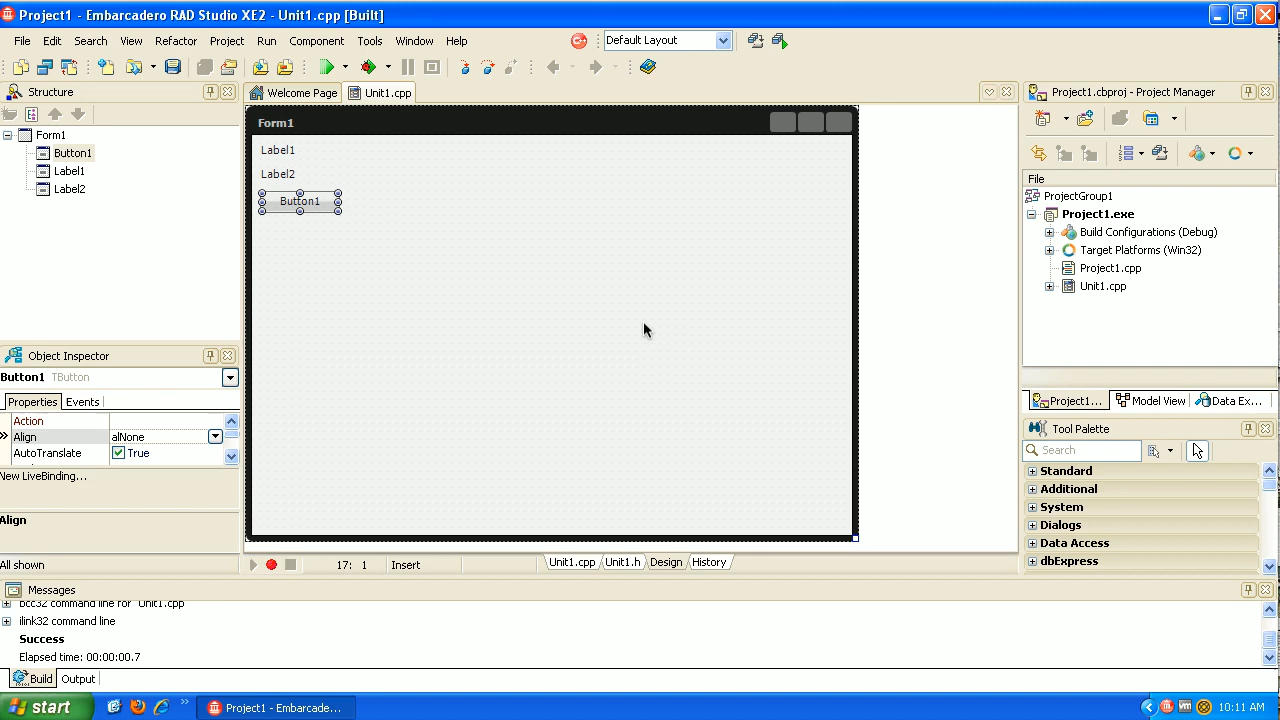 Project1 - Embarcadero RAD Studio XE2 - Unit1.cpp [Built]
File Edit Search View Refactor Project Run Component Tools Window Help
Default Layout
Structure
Welcome Page
Unit1.cpp
Project1.cbproj - Project Manager
Form1
Button1
Label1
Label2
Form1
Label1
Label2
Button1
File
ProjectGroup1
Project1.exe
Build Configurations (Debug)
Target Platforms (Win32)
Project1.cpp
Unit1.cpp
Project1...
Model View
Data Ex...
Object Inspector
Button1 TButton
Properties Events
Action
Align alNone
AutoTranslate True
New LiveBinding...
Align
All shown
Tool Palette
Search
Standard
Additional
System
Dialogs
Data Access
dbExpress
17: 1 Insert
Unit1.cpp Unit1.h Design History
Messages
bcc32 command line for "Unit1.cpp
ilink32 command line
Success
Elapsed time: 00:00:00.7
Build Output
start
Project1 - Embarcade...
10:11 AM